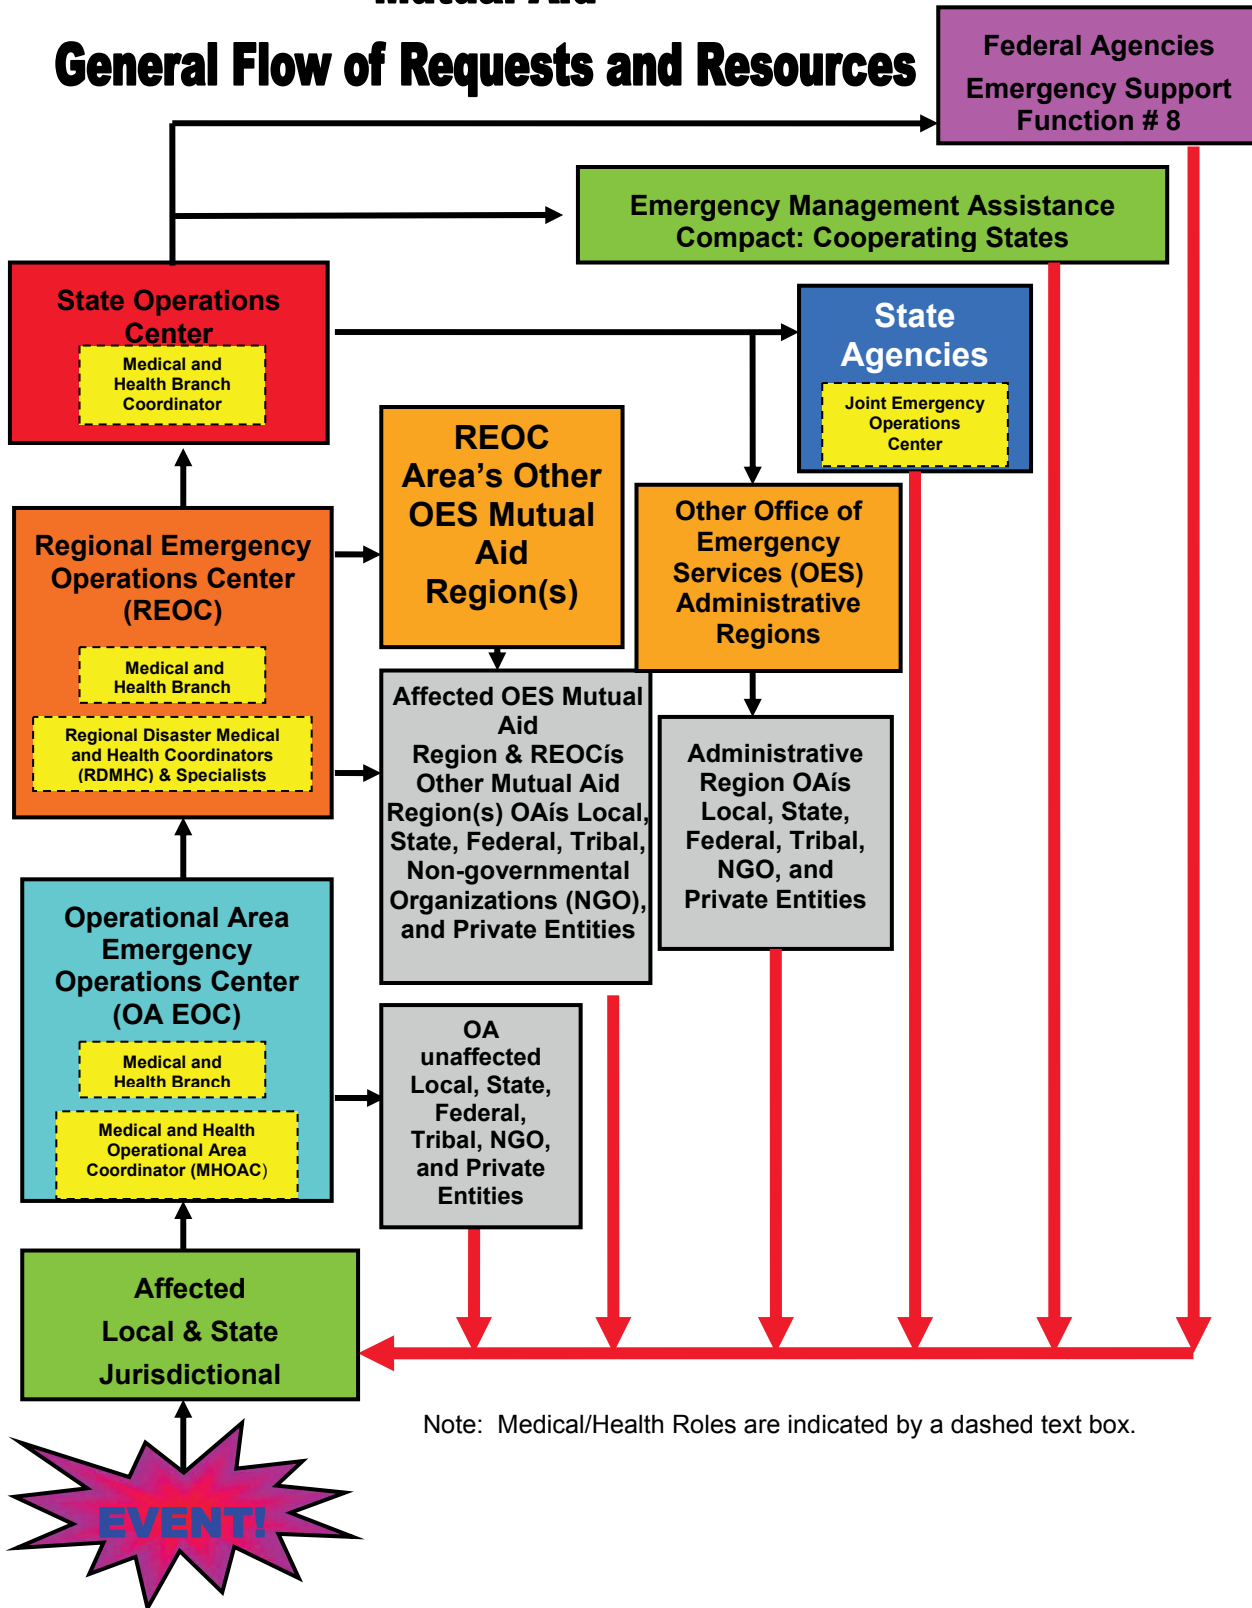 Mutual Aid
General Flow of Requests and Resources
Federal Agencies
Emergency Support
Function # 8
Emergency Management Assistance
Compact: Cooperating States
State Operations
Center
Medical and
Health Branch
Coordinator
State
Agencies
Joint Emergency
Operations
Center
REOC
Area’s Other
OES Mutual
Aid
Region(s)
Other Office of
Emergency
Services (OES)
Administrative
Regions
Regional Emergency
Operations Center
(REOC)
Medical and
Health Branch
Regional Disaster Medical
and Health Coordinators
(RDMHC) & Specialists
Affected OES Mutual
Aid
Region & REOCís
Other Mutual Aid
Region(s) OAís Local,
State, Federal, Tribal,
Non-governmental
Organizations (NGO),
and Private Entities
Administrative
Region OAís
Local, State,
Federal, Tribal,
NGO, and
Private Entities
Operational Area
Emergency
Operations Center
(OA EOC)
Medical and
Health Branch
Medical and Health
Operational Area
Coordinator (MHOAC)
OA
unaffected
Local, State,
Federal,
Tribal, NGO,
and Private
Entities
Affected
Local & State
Jurisdictional
Note: Medical/Health Roles are indicated by a dashed text box.
EVENT!